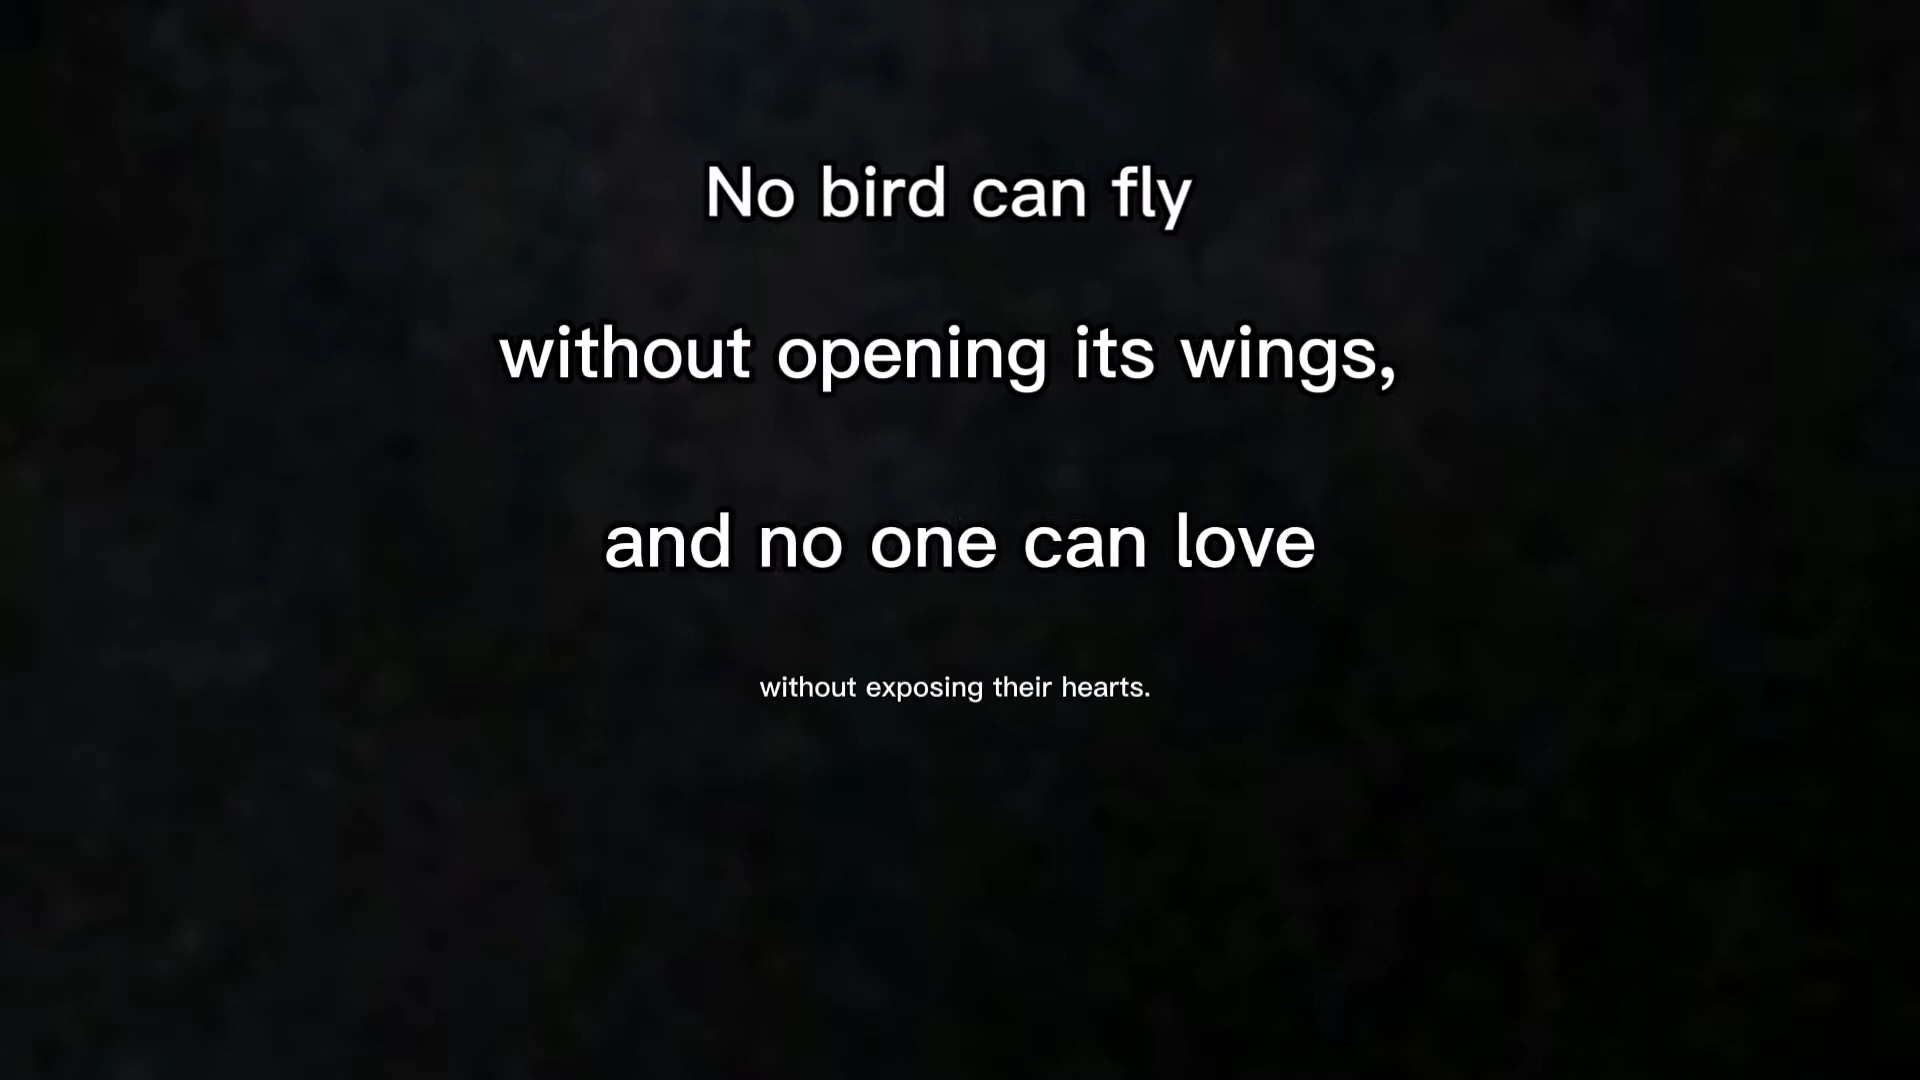 No bird can fly
without opening its wings,
and no one can love
without exposing their hearts.